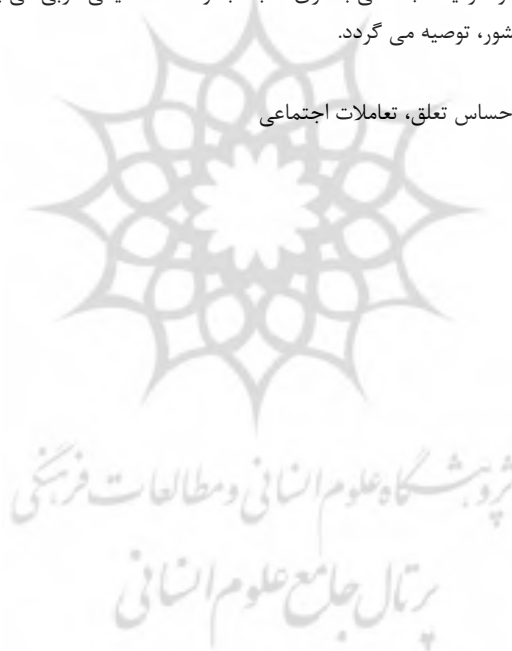 شور، توصیه می گردد.
حساس تعلق، تعاملات اجتماعی
پژوهشگاه علوم انسانی و مطالعات فرهنگی
پرتال جامع علوم انسانی